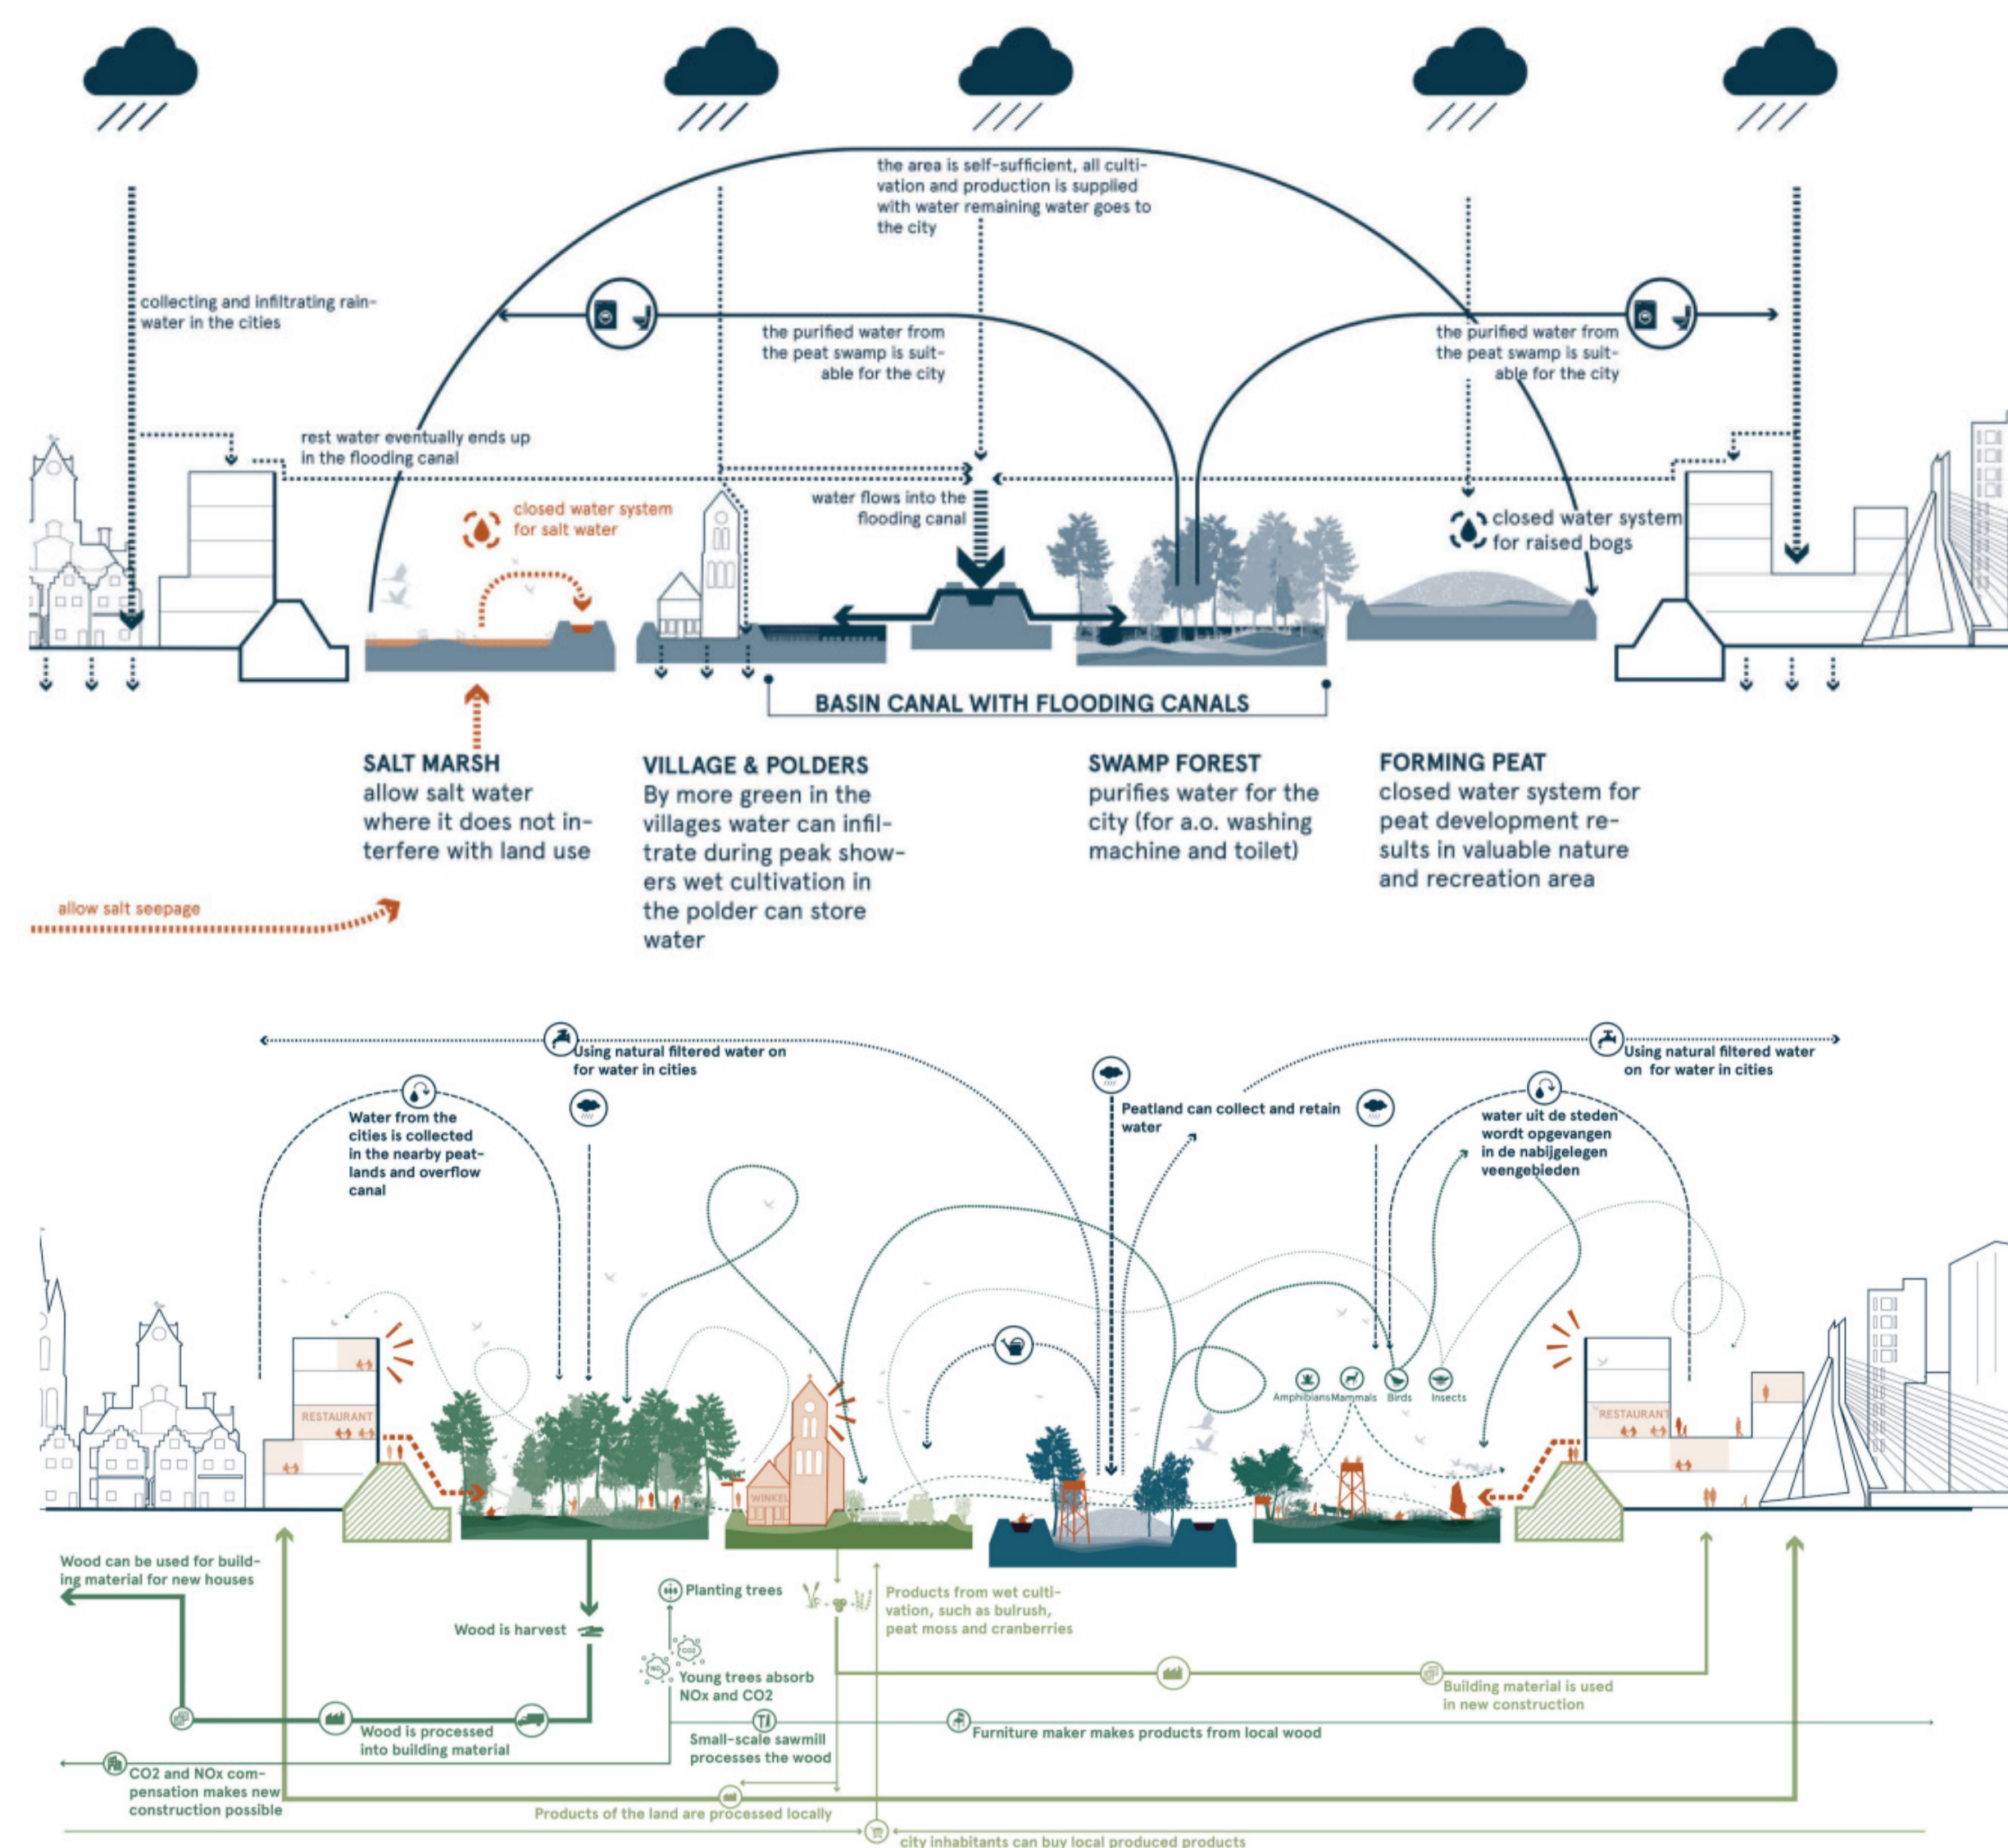 the area is self-sufficient, all culti-
vation and production is supplied
with water remaining water goes to
the city
collecting and infiltrating rain-
water in the cities
the purified water from
the peat swamp is suit-
able for the city
the purified water from
the peat swamp is suit-
able for the city
rest water eventually ends up
in the flooding canal
closed water system
for salt water
water flows into the
flooding canal
closed water system
for raised bogs
BASIN CANAL WITH FLOODING CANALS
SALT MARSH
allow salt water
where it does not in-
terfere with land use
VILLAGE & POLDERS
By more green in the
villages water can infil-
trate during peak show-
ers wet cultivation in
the polder can store
water
SWAMP FOREST
purifies water for the
city (for a.o. washing
machine and toilet)
FORMING PEAT
closed water system for
peat development re-
sults in valuable nature
and recreation area
allow salt seepage
Using natural filtered water on
for water in cities
Using natural filtered water
on for water in cities
Water from the
cities is collected
in the nearby peat-
lands and overflow
canal
Peatland can collect and retain
water
water uit de steden
wordt opgevangen
in de nabijgelegen
veengebieden
Amphibians
Mammals
Birds
Insects
RESTAURANT
WINKEL
RESTAURANT
Wood can be used for build-
ing material for new houses
Wood is harvest
Planting trees
Products from wet culti-
vation, such as bulrush,
peat moss and cranberries
CO2
NOx
Young trees absorb
NOx and CO2
Building material is used
in new construction
Wood is processed
into building material
Small-scale sawmill
processes the wood
Furniture maker makes products from local wood
CO2 and NOx com-
pensation makes new
construction possible
Products of the land are processed locally
city inhabitants can buy local produced products